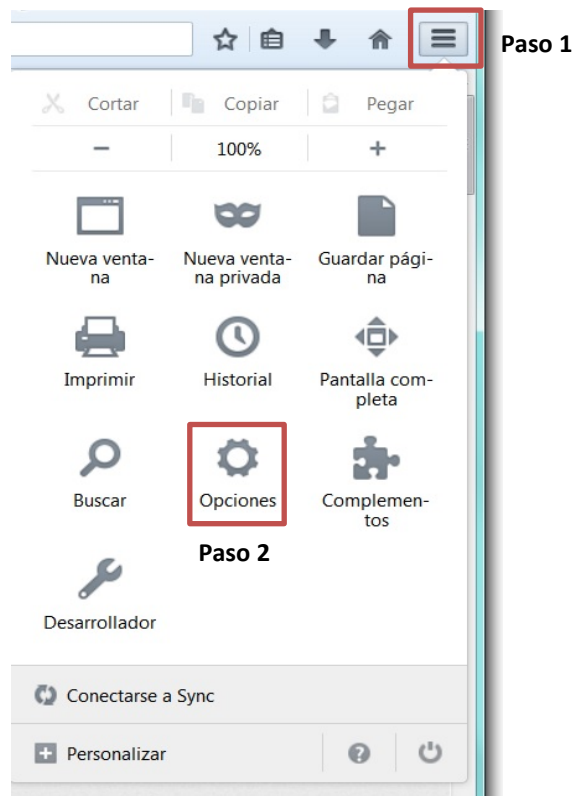 Paso 1
Cortar Copiar Pegar
− 100% +
Nueva venta-
na
Nueva venta-
na privada
Guardar pági-
na
Imprimir
Historial
Pantalla com-
pleta
Buscar
Opciones
Complemen-
tos
Paso 2
Desarrollador
Conectarse a Sync
Personalizar